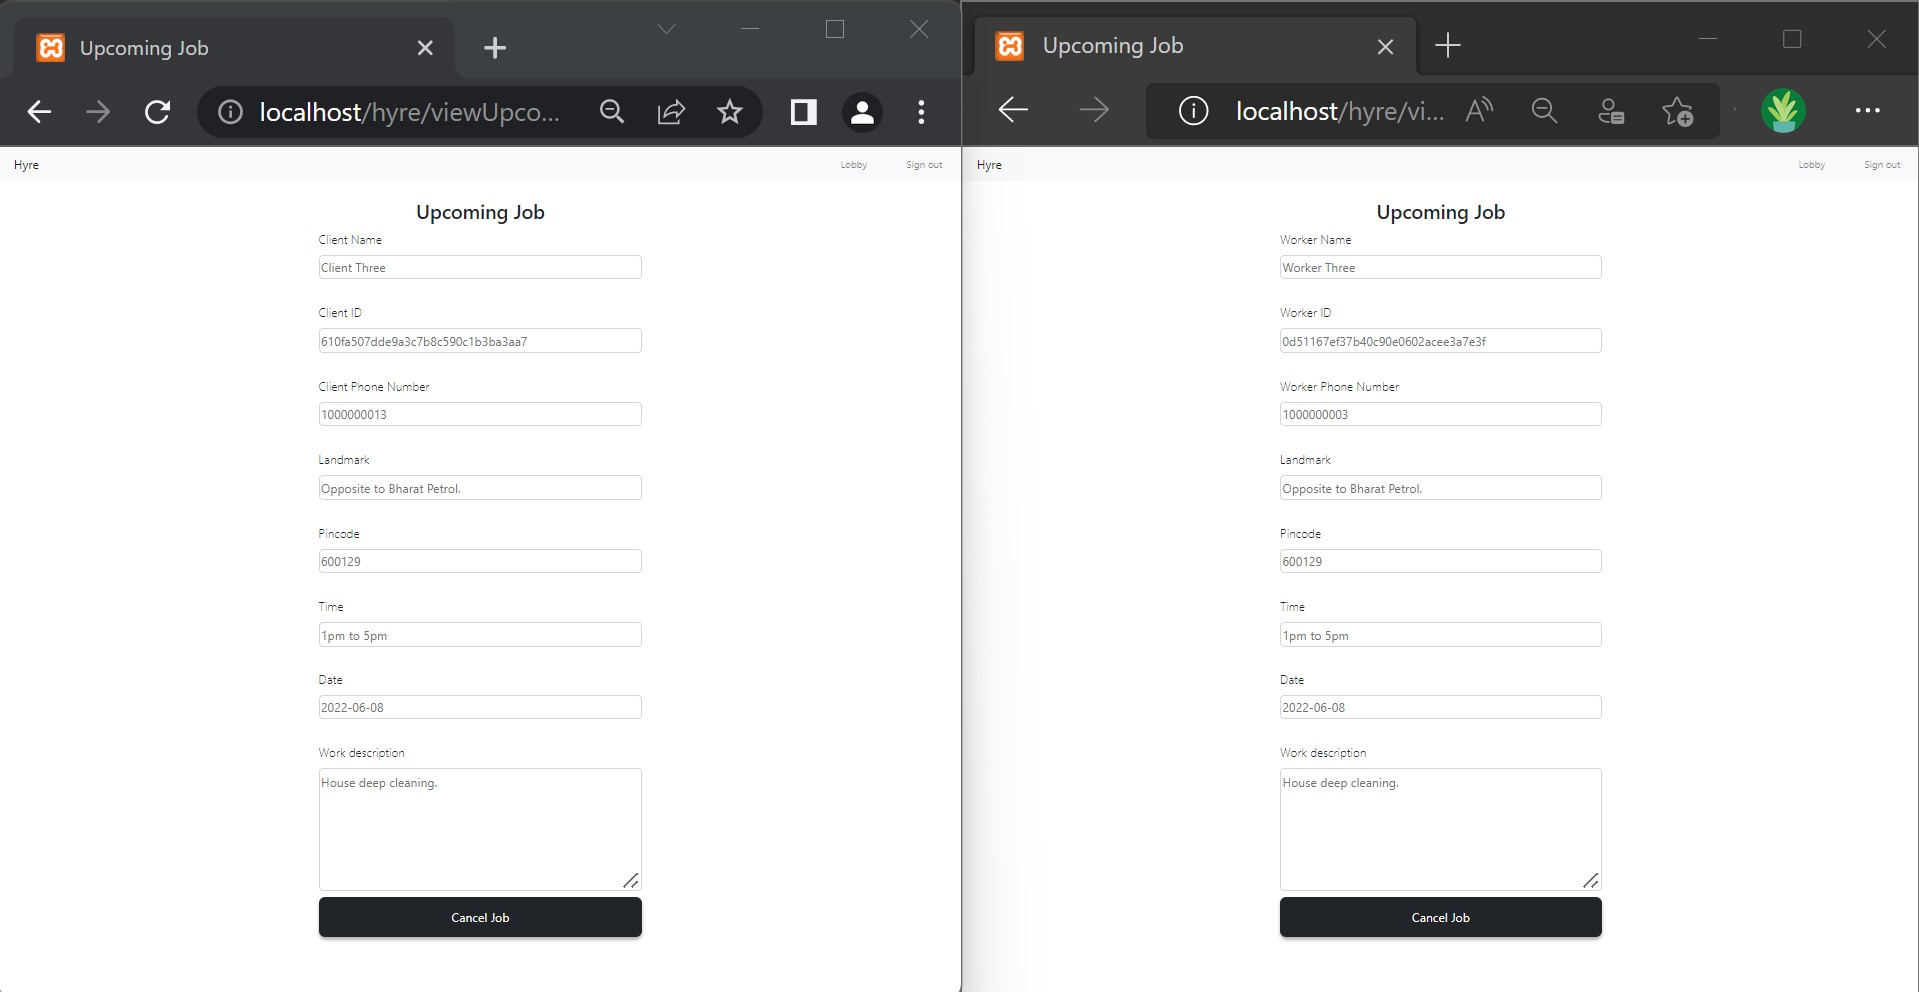 Upcoming Job
localhost/hyre/viewUpco...
Hyre
Lobby
Sign out
Upcoming Job
Client Name
Client Three
Client ID
610fa507dde9a3c7b8c590c1b3ba3aa7
Client Phone Number
1000000013
Landmark
Opposite to Bharat Petrol.
Pincode
600129
Time
1pm to 5pm
Date
2022-06-08
Work description
House deep cleaning.
Cancel Job
Upcoming Job
localhost/hyre/vi...
Hyre
Lobby
Sign out
Upcoming Job
Worker Name
Worker Three
Worker ID
0d51167ef37b40c90e0602acee3a7e3f
Worker Phone Number
1000000003
Landmark
Opposite to Bharat Petrol.
Pincode
600129
Time
1pm to 5pm
Date
2022-06-08
Work description
House deep cleaning.
Cancel Job